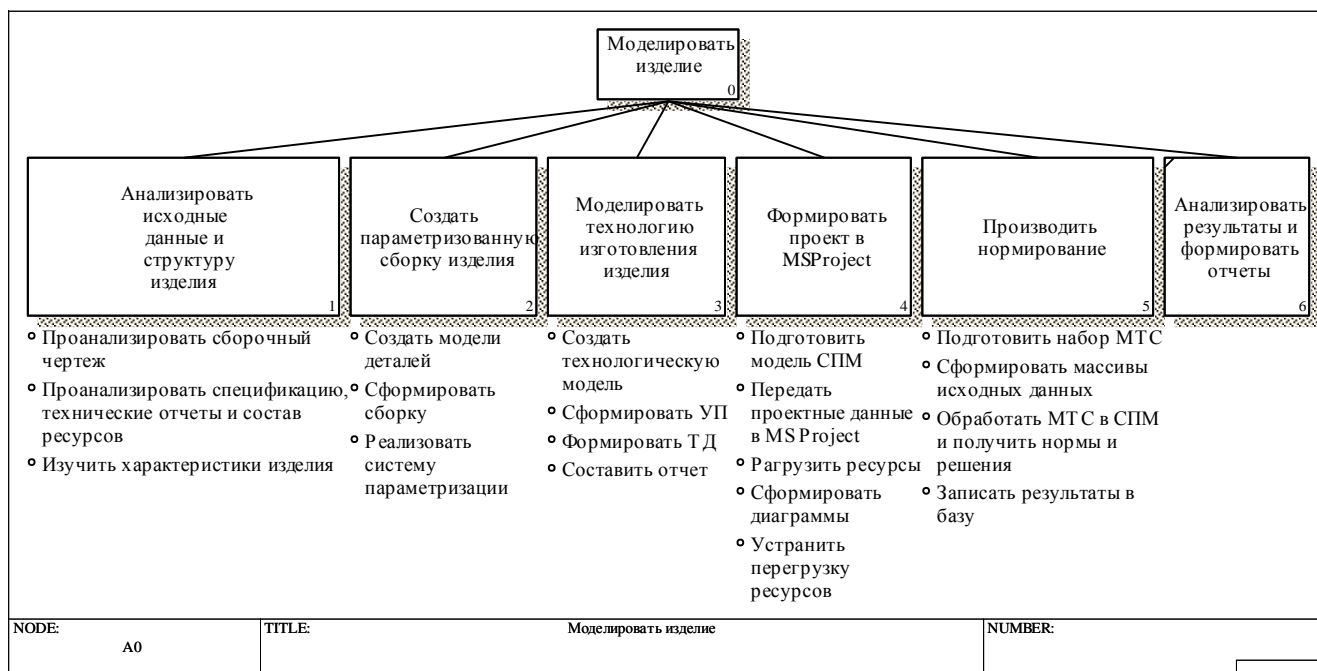 Моделировать
изделие
0
Анализировать
исходные
данные и
структуру
изделия
1
Создать
параметризованную
сборку изделия
2
Моделировать
технологию
изготовления
изделия
3
Формировать
проект в
MSProject
4
Производить
нормирование
5
Анализировать
результаты и
формировать
отчеты
6
Проанализировать сборочный
чертеж
Проанализировать спецификацию,
технические отчеты и состав
ресурсов
Изучить характеристики изделия
Создать модели
деталей
Сформировать
сборку
Реализовать
систему
параметризации
Создать
технологическую
модель
Сформировать УП
Формировать ТД
Составить отчет
Подготовить
модель СПМ
Передать
проектные данные
в MS Project
Рагрузить ресурсы
Сформировать
диаграммы
Устранить
перегрузку
ресурсов
Подготовить набор МТС
Сформировать массивы
исходных данных
Обработать МТС в СПМ
и получить нормы и
решения
Записать результаты в
базу
NODE:
A0
TITLE:
Моделировать изделие
NUMBER: